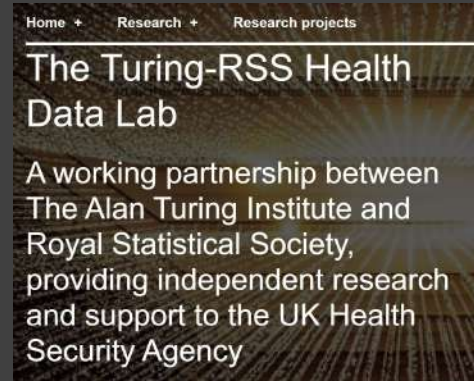 Home + Research + Research projects
The Turing-RSS Health
Data Lab
A working partnership between
The Alan Turing Institute and
Royal Statistical Society,
providing independent research
and support to the UK Health
Security Agency